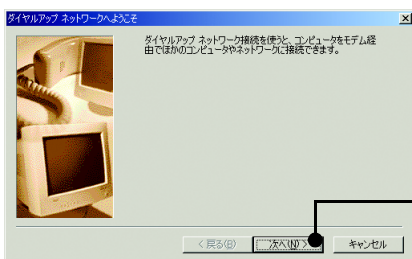 ダイヤルアップ ネットワークへようこそ
ダイヤルアップ ネットワーク接続を使うと、コンピュータをモデム経
由でほかのコンピュータやネットワークに接続できます。
< 戻る(B) 次へ(N) > キャンセル